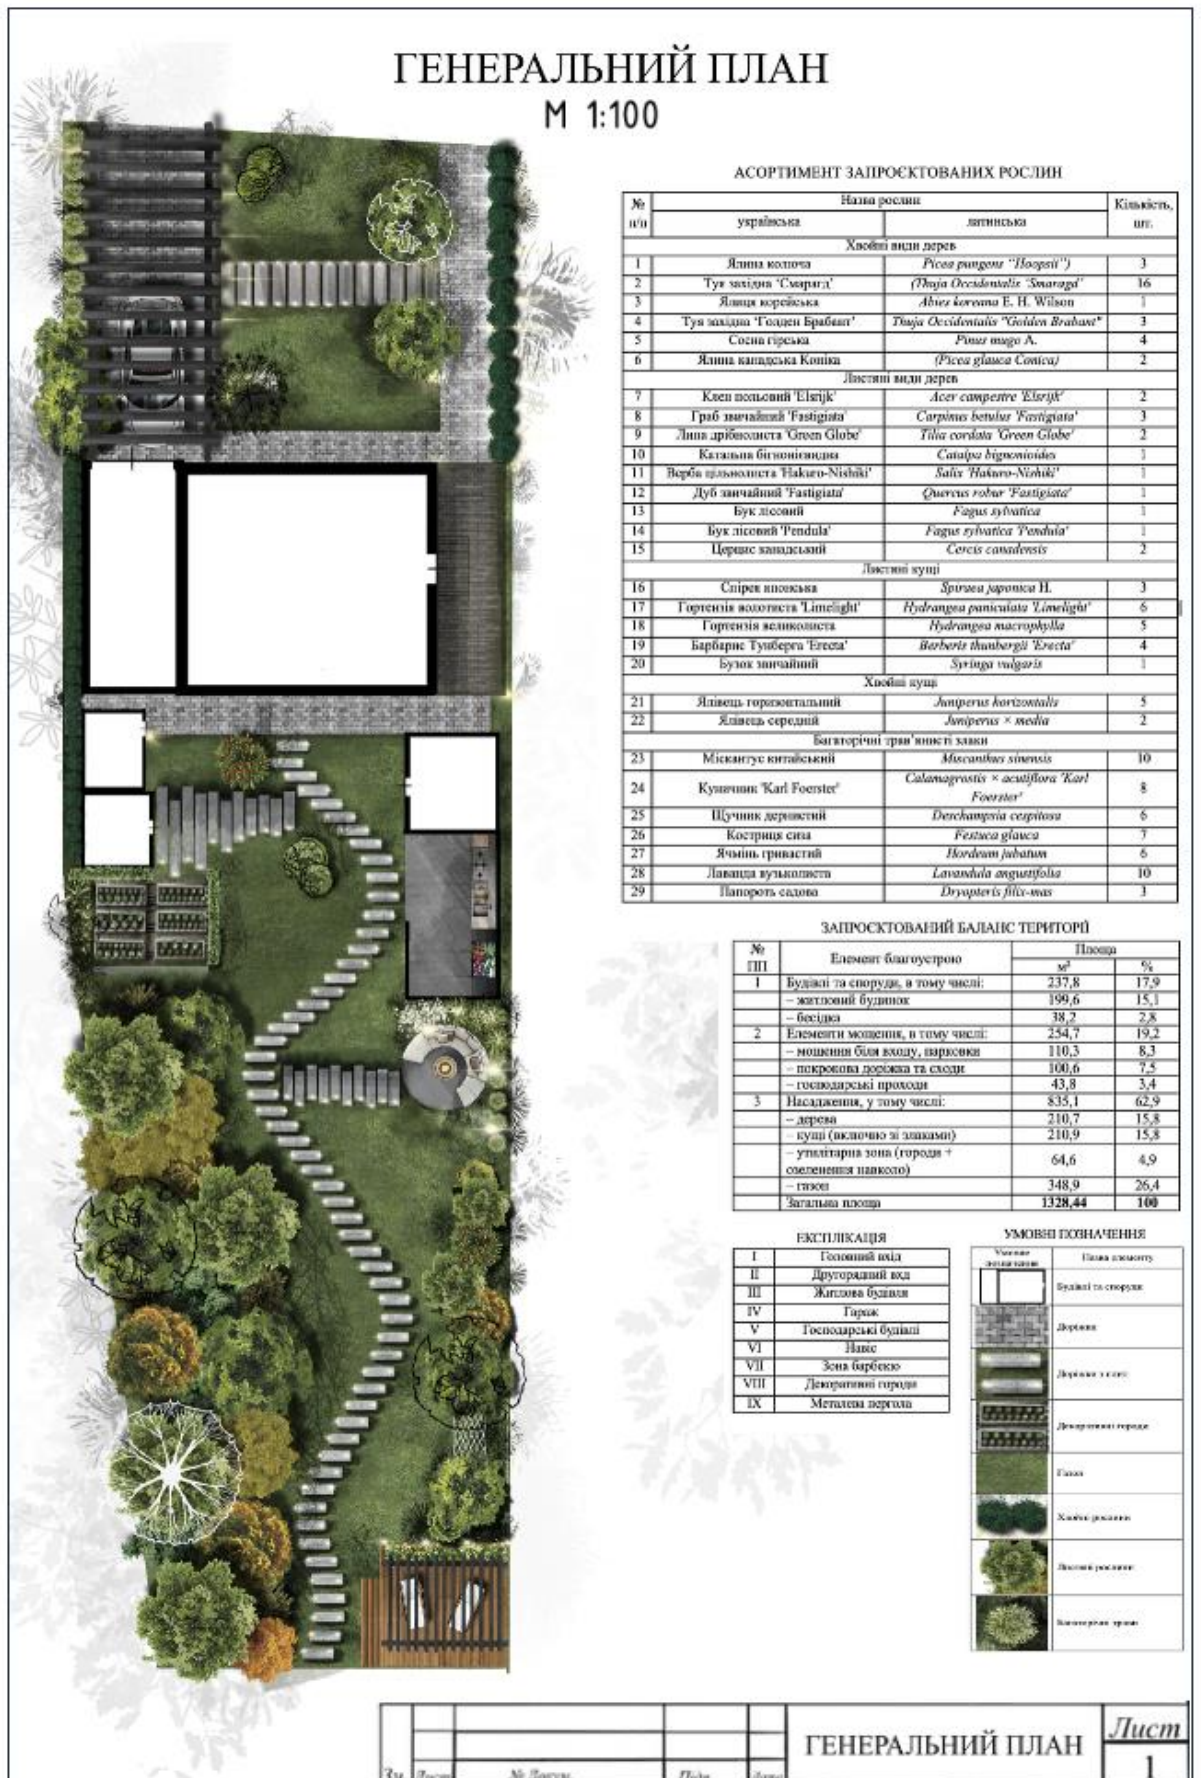 ГЕНЕРАЛЬНИЙ ПЛАН
М 1:100
АСОРТИМЕНТ ЗАПРОЄКТОВАНИХ РОСЛИН
№ п/п Назва рослин Кількість, шт.
українська латинська
Хвойні види дерев
1 Ялина колюча Picea pungens "Hoopsii") 3
2 Туя західна 'Смарагд' (Thuja Occidentalis 'Smaragd' 16
3 Ялиця корейська Abies koreana E. H. Wilson 1
4 Туя західна 'Голден Брабант' Thuja Occidentalis "Golden Brabant" 3
5 Сосна гірська Pinus mugo A. 4
6 Ялина канадська Коніка (Picea glauca Conica) 2
Листяні види дерев
7 Клен польовий 'Elsrijk' Acer campestre 'Elsrijk' 2
8 Граб звичайний 'Fastigiata' Carpinus betulus 'Fastigiata' 3
9 Липа дрібнолиста 'Green Globe' Tilia cordata 'Green Globe' 2
10 Катальпа бігнонієвидна Catalpa bignonioides 1
11 Верба цільнолиста 'Hakuro-Nishiki' Salix 'Hakuro-Nishiki' 1
12 Дуб звичайний 'Fastigiata' Quercus robur 'Fastigiata' 1
13 Бук лісовий Fagus sylvatica 1
14 Бук лісовий 'Pendula' Fagus sylvatica 'Pendula' 1
15 Церцис канадський Cercis canadensis 2
Листяні кущі
16 Спірея японська Spiraea japonica H. 3
17 Гортензія волотиста 'Limelight' Hydrangea paniculata 'Limelight' 6
18 Гортензія великолиста Hydrangea macrophylla 5
19 Барбарис Тунберга 'Erecta' Berberis thunbergii 'Erecta' 4
20 Бузок звичайний Syringa vulgaris 1
Хвойні кущі
21 Ялівець горизонтальний Juniperus horizontalis 5
22 Ялівець середній Juniperus × media 2
Багаторічні трав'янисті злаки
23 Міскантус китайський Miscanthus sinensis 10
24 Куничник 'Karl Foerster' Calamagrostis × acutiflora 'Karl Foerster' 8
25 Щучник дернистий Deschampsia cespitosa 6
26 Костриця сиза Festuca glauca 7
27 Ячмінь гривастий Hordeum jubatum 6
28 Лаванда вузьколиста Lavandula angustifolia 10
29 Папороть садова Dryopteris filix-mas 3
ЗАПРОЄКТОВАНИЙ БАЛАНС ТЕРИТОРІЇ
№ ПП Елемент благоустрою Площа
м² %
1 Будівлі та споруди, в тому числі: 237,8 17,9
– житловий будинок 199,6 15,1
– бесідка 38,2 2,8
2 Елементи мощення, в тому числі: 254,7 19,2
– мощення біля входу, парковки 110,3 8,3
– покрокова доріжка та сходи 100,6 7,5
– господарські проходи 43,8 3,4
3 Насадження, у тому числі: 835,1 62,9
– дерева 210,7 15,8
– кущі (включно зі злаками) 210,9 15,8
– утилітарна зона (городи +
озеленення навколо) 64,6 4,9
– газон 348,9 26,4
Загальна площа 1328,44 100
ЕКСПЛІКАЦІЯ
I Головний вхід
II Другорядний вхд
III Житлова будівля
IV Гараж
V Господарські будівлі
VI Навіс
VII Зона барбекю
VIII Декоративні городи
IX Металева пергола
УМОВНІ ПОЗНАЧЕННЯ
Умовне позначення Назва елементу
Будівлі та споруди
Доріжки
Доріжки з плит
Декоративні городи
Газон
Хвойні рослини
Листяні рослини
Багаторічні трави
ГЕНЕРАЛЬНИЙ ПЛАН
Лист
1
Зм. Лист № Докум. Підп. Дата